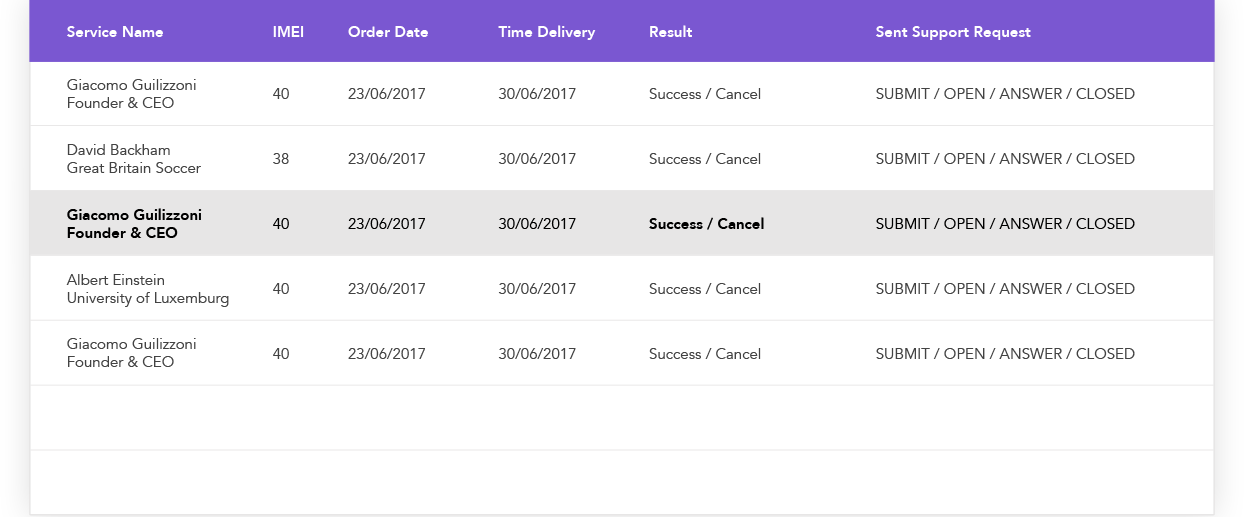 Service Name IMEI Order Date Time Delivery Result Sent Support Request
Giacomo Guilizzoni
Founder & CEO 40 23/06/2017 30/06/2017 Success / Cancel SUBMIT / OPEN / ANSWER / CLOSED
David Backham
Great Britain Soccer 38 23/06/2017 30/06/2017 Success / Cancel SUBMIT / OPEN / ANSWER / CLOSED
Giacomo Guilizzoni
Founder & CEO 40 23/06/2017 30/06/2017 Success / Cancel SUBMIT / OPEN / ANSWER / CLOSED
Albert Einstein
University of Luxemburg 40 23/06/2017 30/06/2017 Success / Cancel SUBMIT / OPEN / ANSWER / CLOSED
Giacomo Guilizzoni
Founder & CEO 40 23/06/2017 30/06/2017 Success / Cancel SUBMIT / OPEN / ANSWER / CLOSED